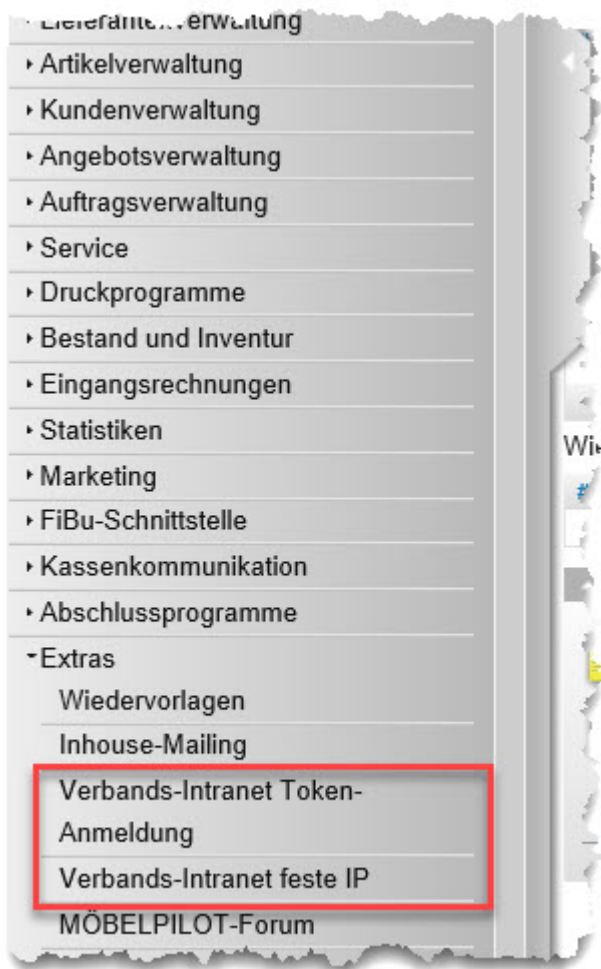 Artikelverwaltung
Kundenverwaltung
Angebotsverwaltung
Auftragsverwaltung
Service
Druckprogramme
Bestand und Inventur
Eingangsrechnungen
Statistiken
Marketing
FiBu-Schnittstelle
Kassenkommunikation
Abschlussprogramme
Extras
Wiedervorlagen
Inhouse-Mailing
Verbands-Intranet Token-
Anmeldung
Verbands-Intranet feste IP
MÖBELPILOT-Forum